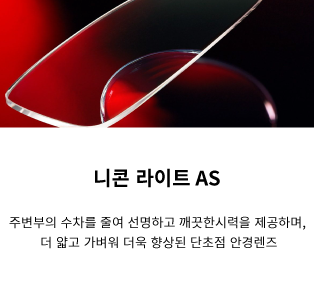 니콘 라이트 AS
주변부의 수차를 줄여 선명하고 깨끗한시력을 제공하며,
더 얇고 가벼워 더욱 향상된 단초점 안경렌즈